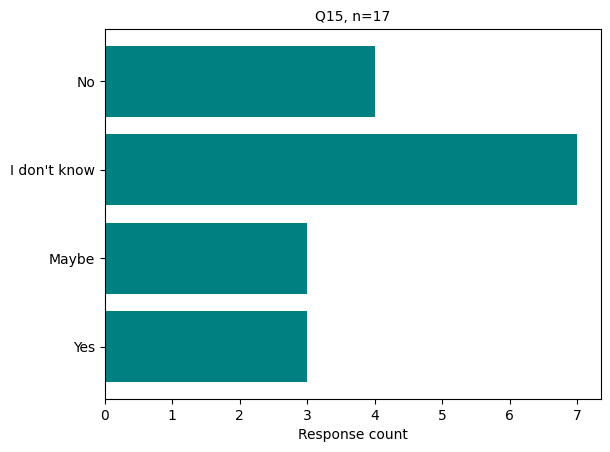 Q15, n=17
No
I don't know
Maybe
Yes
0 1 2 3 4 5 6 7
Response count